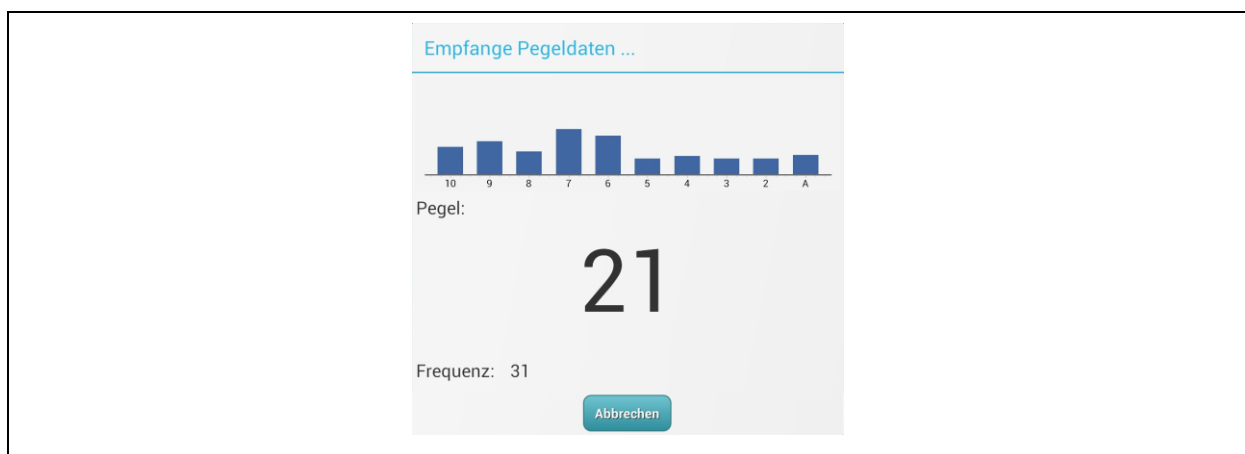 Empfange Pegeldaten ...
10 9 8 7 6 5 4 3 2 A
Pegel:
21
Frequenz: 31
Abbrechen